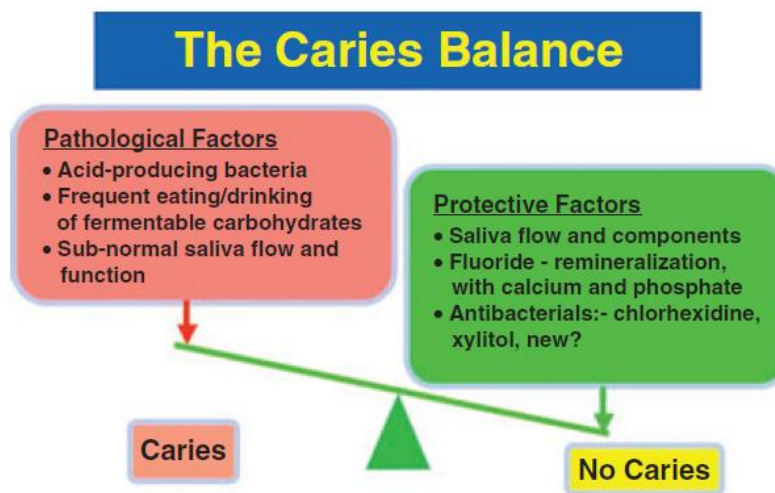 The Caries Balance
Pathological Factors
• Acid-producing bacteria
• Frequent eating/drinking
of fermentable carbohydrates
• Sub-normal saliva flow and
function
Protective Factors
• Saliva flow and components
• Fluoride - remineralization,
with calcium and phosphate
• Antibacterials:- chlorhexidine,
xylitol, new?
Caries
No Caries